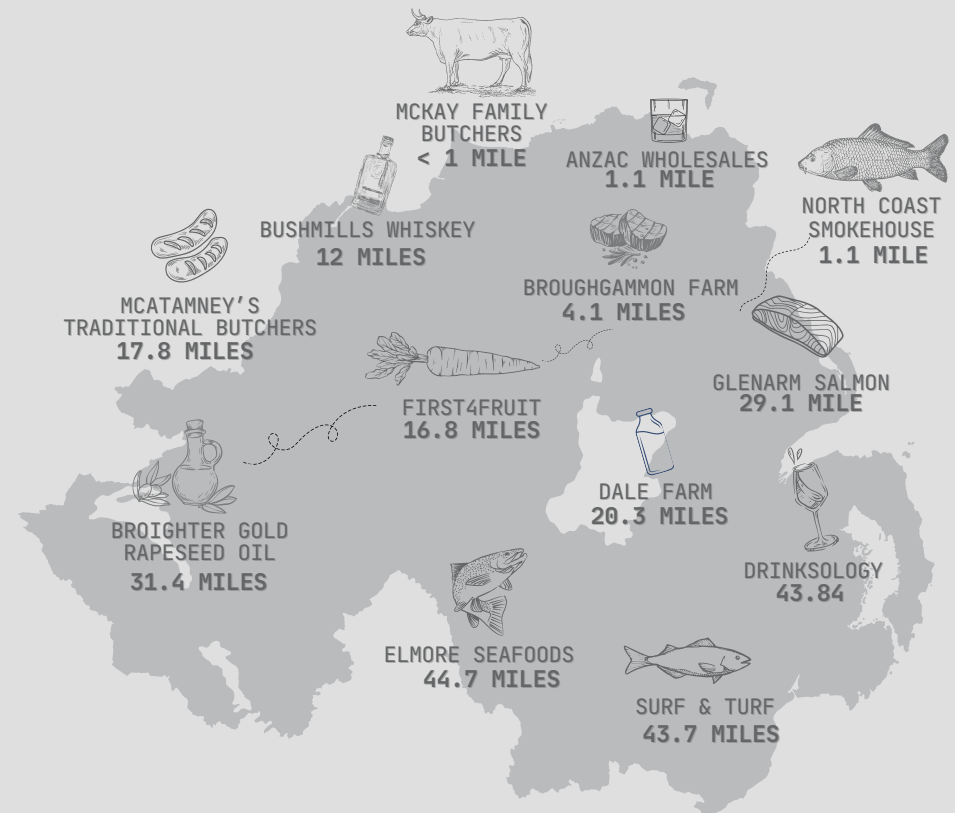 MCKAY FAMILY
BUTCHERS
< 1 MILE
ANZAC WHOLESALES
1.1 MILE
NORTH COAST
SMOKEHOUSE
1.1 MILE
BUSHMILLS WHISKEY
12 MILES
BROUGHGAMMON FARM
4.1 MILES
MCATAMNEY'S
TRADITIONAL BUTCHERS
17.8 MILES
GLENARM SALMON
29.1 MILE
FIRST4FRUIT
16.8 MILES
DALE FARM
20.3 MILES
BROIGHTER GOLD
RAPESEED OIL
31.4 MILES
DRINKSOLOGY
43.84
ELMORE SEAFOODS
44.7 MILES
SURF & TURF
43.7 MILES